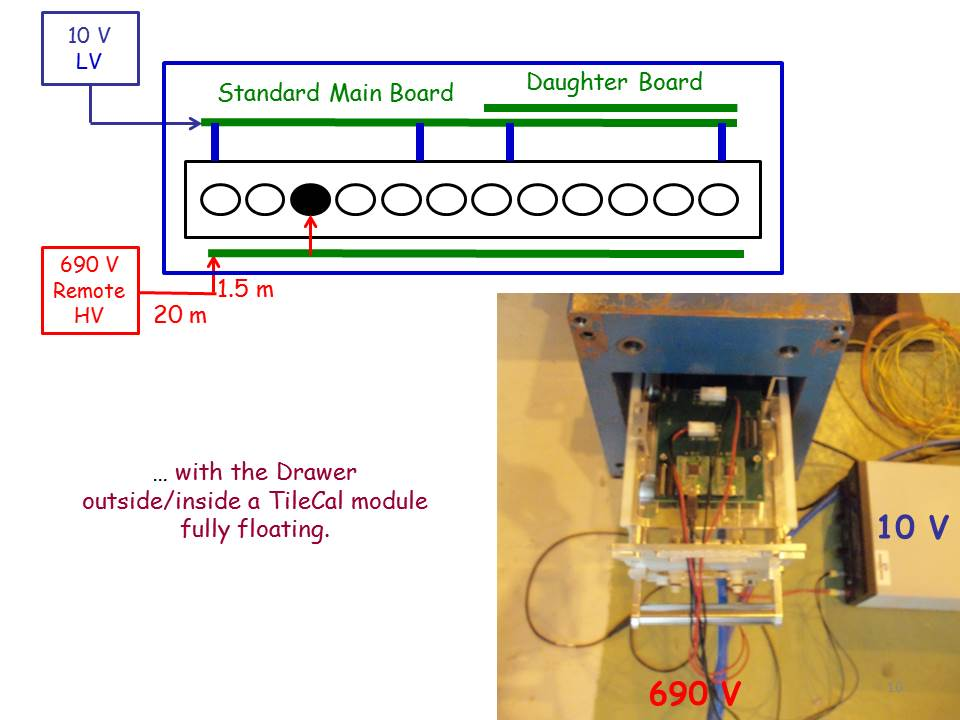 10 V
LV
Standard Main Board
Daughter Board
690 V
Remote
HV
1.5 m
20 m
... with the Drawer
outside/inside a TileCal module
fully floating.
10 V
690 V
10